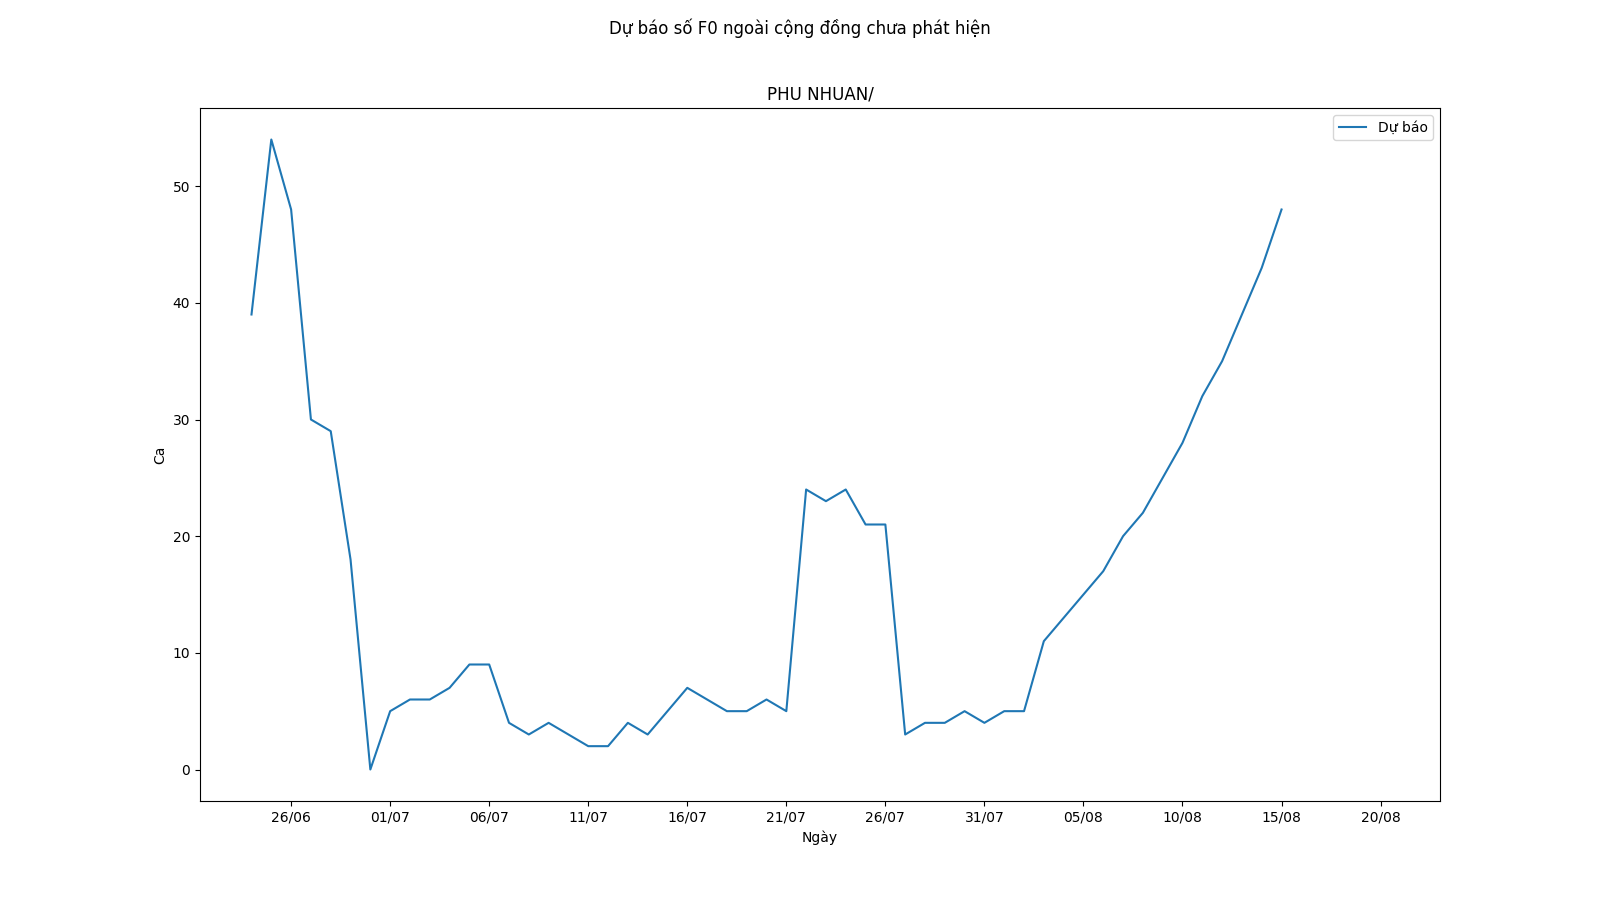 Dự báo số F0 ngoài cộng đồng chưa phát hiện
PHU NHUAN/
Dự báo
50
40
30
20
10
0
Ca
26/06 01/07 06/07 11/07 16/07 21/07 26/07 31/07 05/08 10/08 15/08 20/08
Ngày